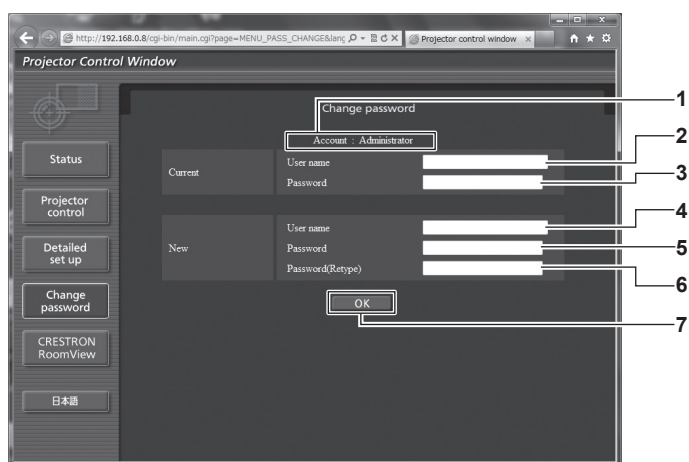 http://192.168.0.8/cgi-bin/main.cgi?page=MENU_PASS_CHANGE&lang
Projector control window
Projector Control Window
Change password
1
Account : Administrator
2
Status
Current
User name
Password
3
Projector
control
4
New
User name
Detailed
set up
Password
5
Password(Retype)
6
Change
password
OK
7
CRESTRON
RoomView
日本語